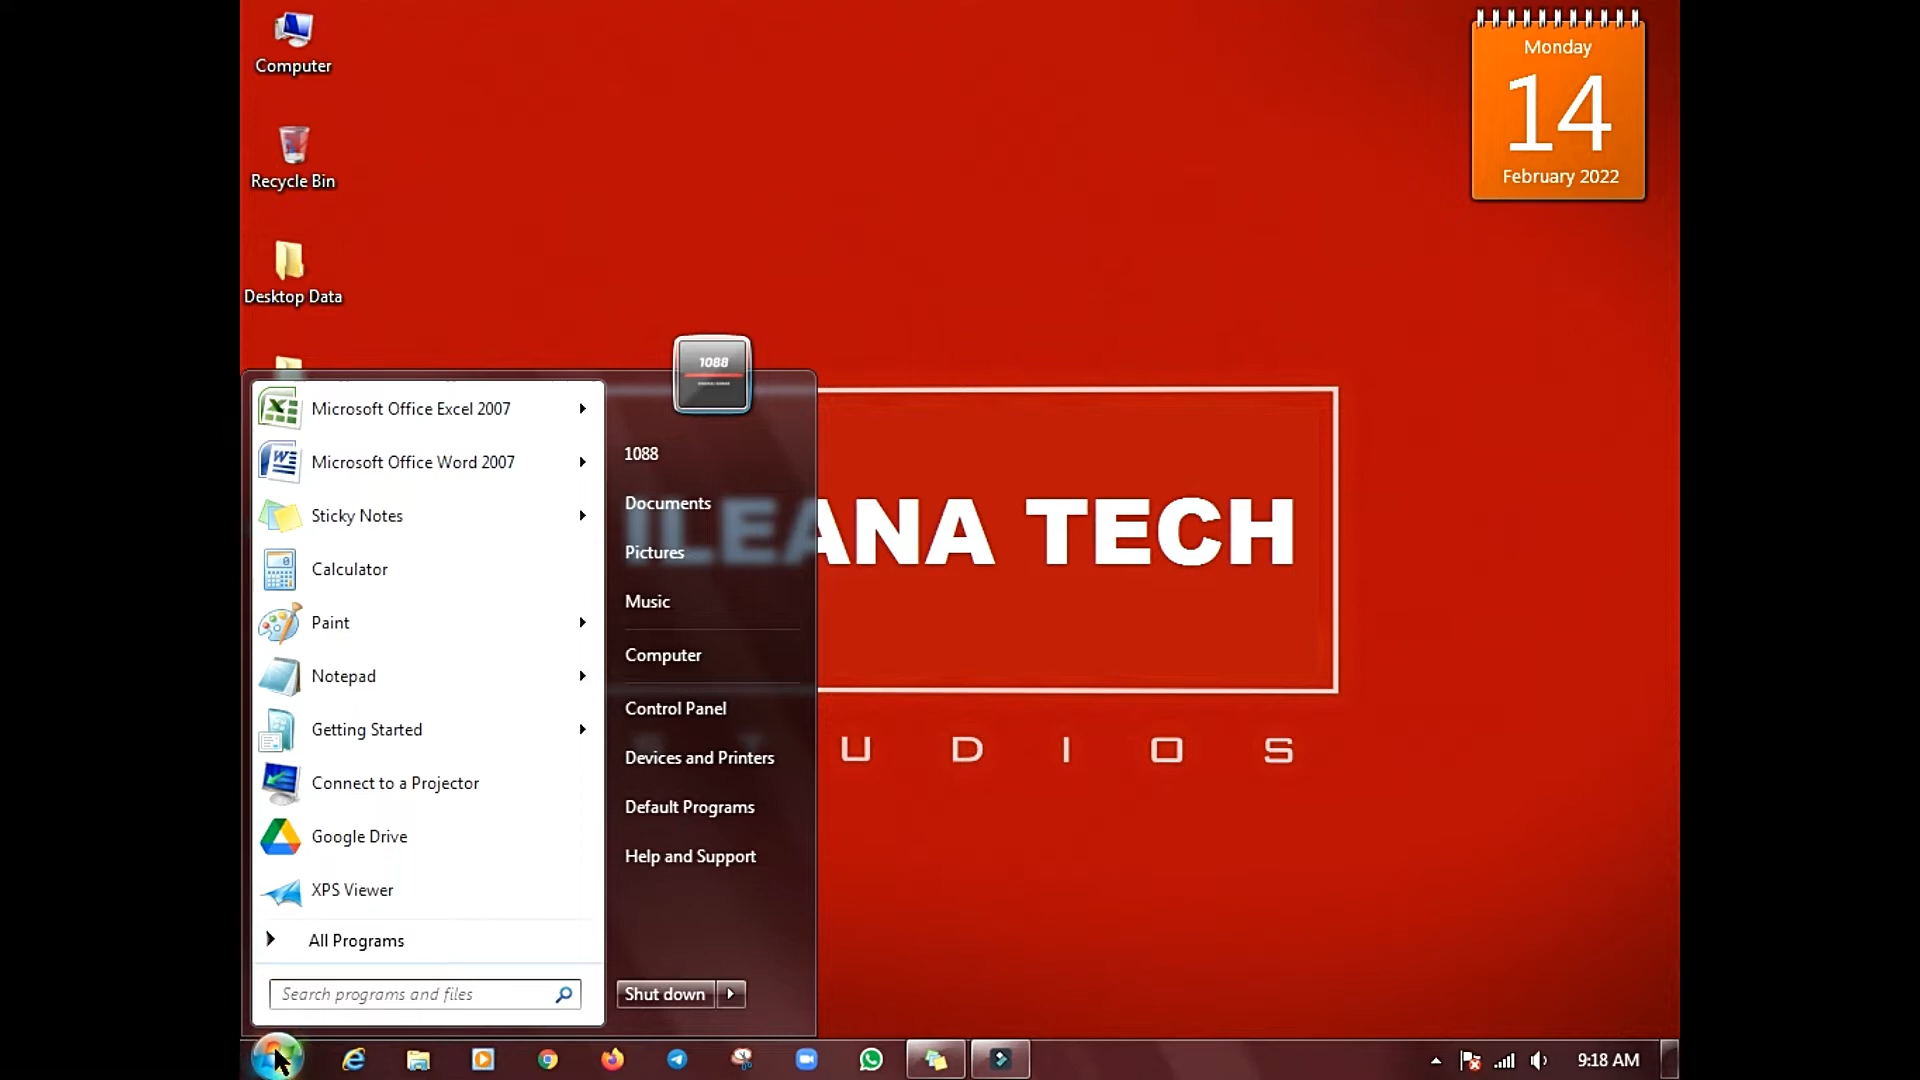 Computer
Recycle Bin
Desktop Data
Monday
14
February 2022
1088
Microsoft Office Excel 2007
Microsoft Office Word 2007
Sticky Notes
Calculator
Paint
Notepad
Getting Started
Connect to a Projector
Google Drive
XPS Viewer
All Programs
Search programs and files
1088
Documents
Pictures
Music
Computer
Control Panel
Devices and Printers
Default Programs
Help and Support
Shut down
ILEANA TECH
STUDIOS
9:18 AM